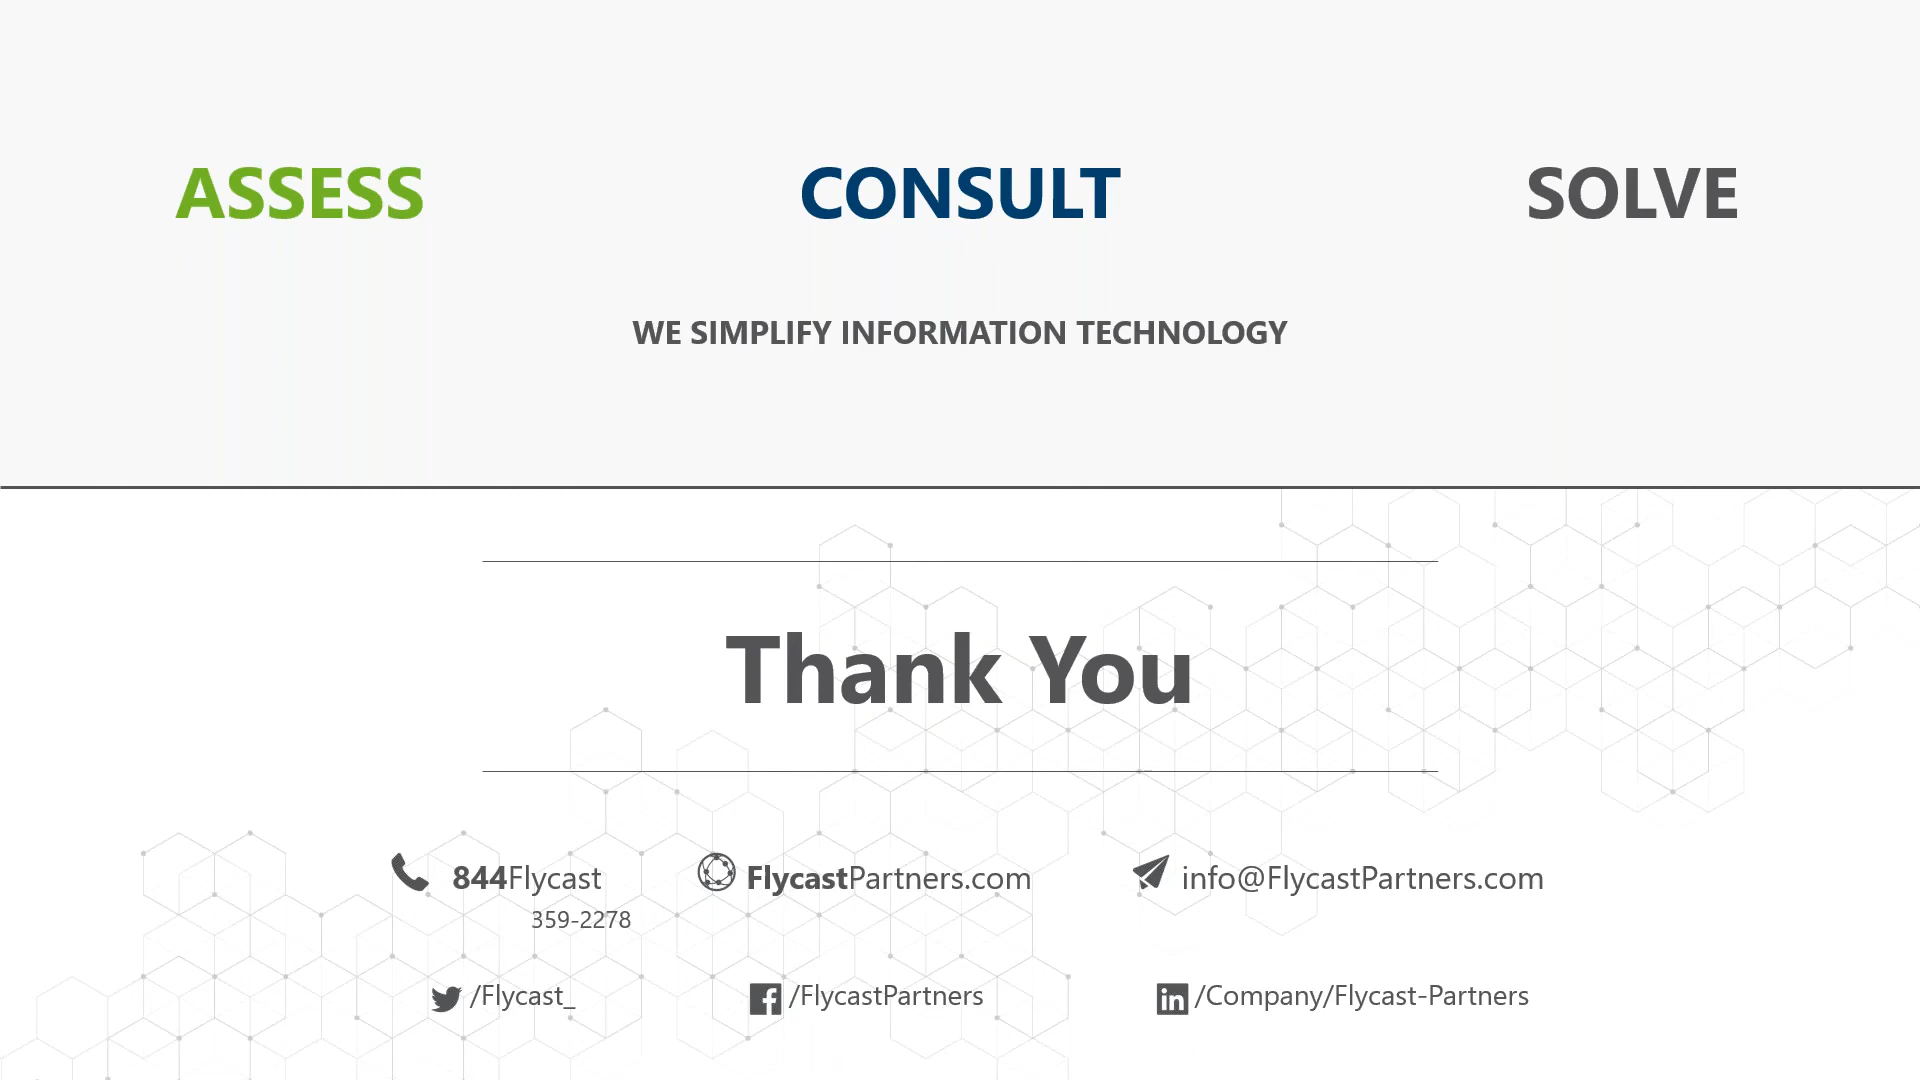 ASSESS CONSULT SOLVE
WE SIMPLIFY INFORMATION TECHNOLOGY
Thank You
844Flycast FlycastPartners.com info@FlycastPartners.com
359-2278
/Flycast_ /FlycastPartners /Company/Flycast-Partners